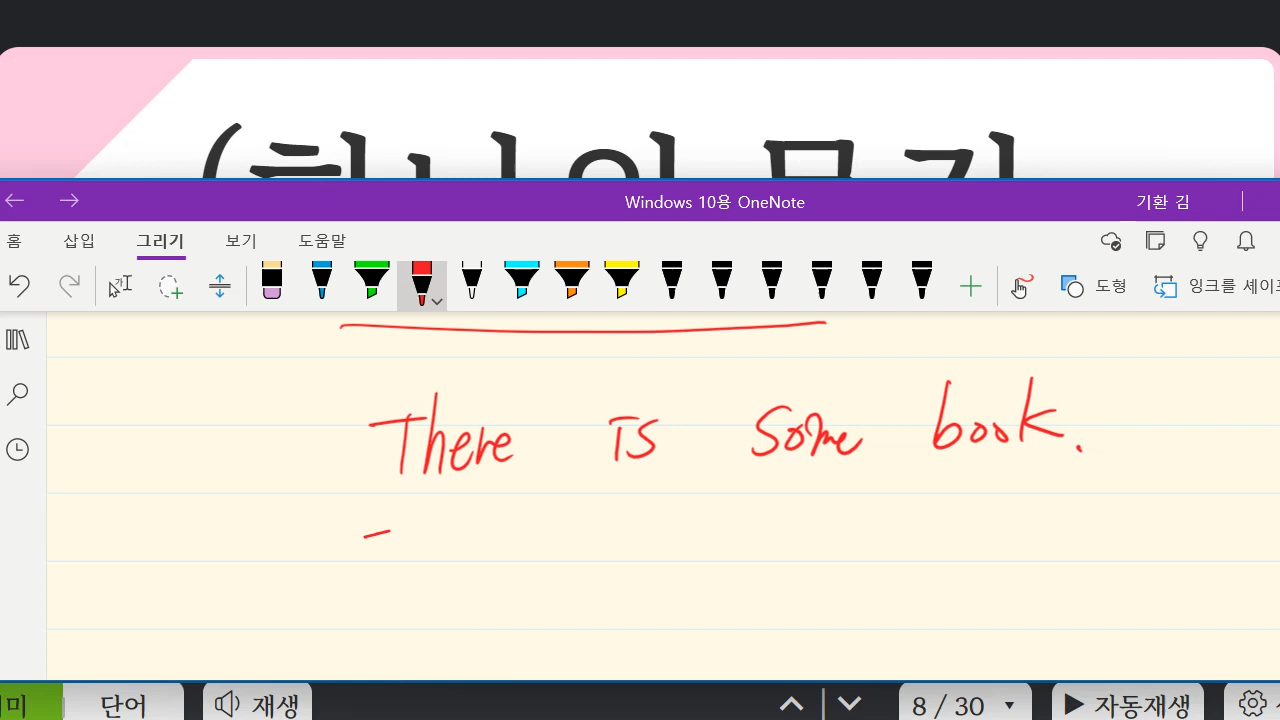 Windows 10용 OneNote
기환 김
홈 삽입 그리기 보기 도움말
도형
There is some book.
단어
재생
8 / 30
자동재생